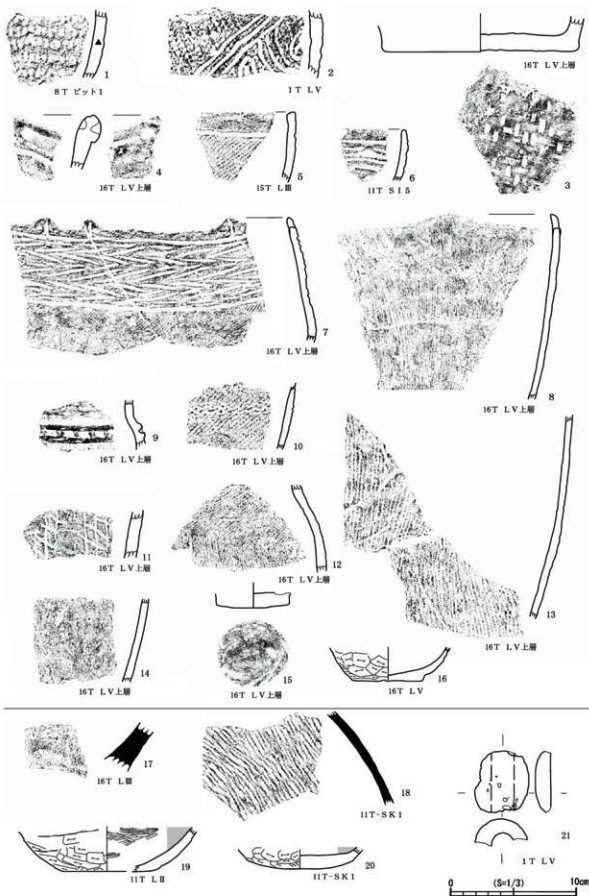 1
8T ピット1
2
1T LV
16T LV上層
3
4
16T LV上層
5
15T LⅢ
6
11T SI5
7
16T LV上層
8
16T LV上層
9
16T LV上層
10
16T LV上層
11
16T LV上層
12
16T LV上層
13
16T LV上層
14
16T LV上層
15
16T LV上層
16
16T LV
17
16T LⅢ
18
11T-SK1
19
11T LⅡ
20
11T-SK1
21
1T LV
0 (S=1/3) 10cm